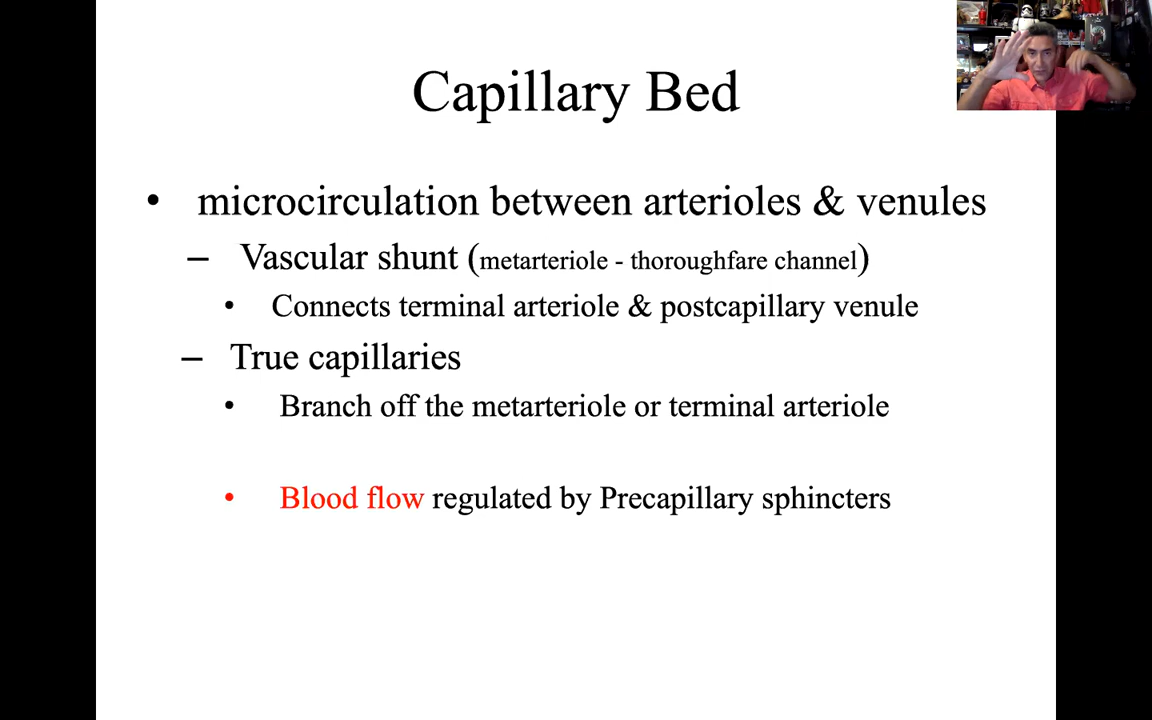 Capillary Bed
• microcirculation between arterioles & venules
– Vascular shunt (metarteriole - thoroughfare channel)
• Connects terminal arteriole & postcapillary venule
– True capillaries
• Branch off the metarteriole or terminal arteriole
• Blood flow regulated by Precapillary sphincters